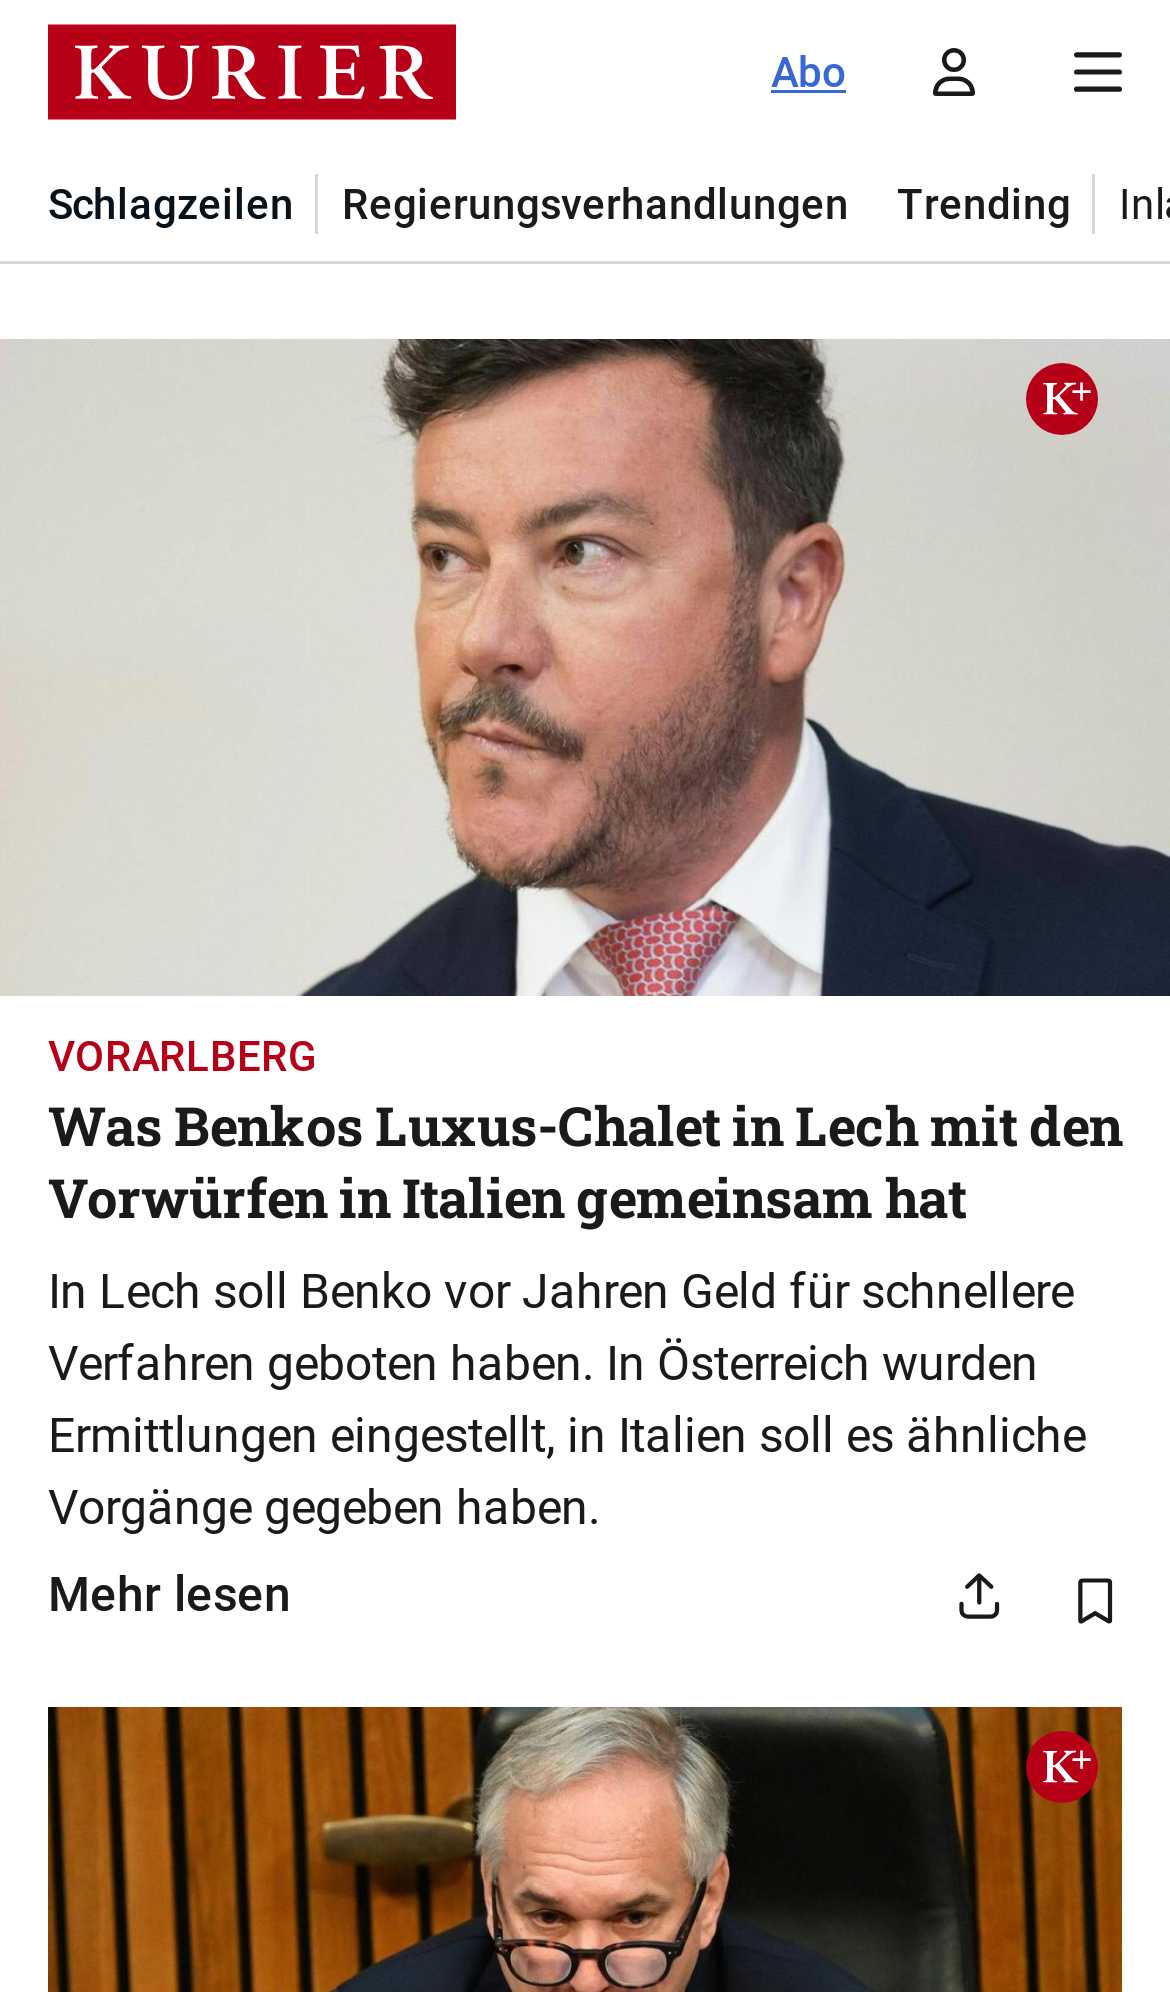 KURIER
Abo
Schlagzeilen
Regierungsverhandlungen
Trending
Inla
K+
VORARLBERG
Was Benkos Luxus-Chalet in Lech mit den
Vorwürfen in Italien gemeinsam hat
In Lech soll Benko vor Jahren Geld für schnellere
Verfahren geboten haben. In Österreich wurden
Ermittlungen eingestellt, in Italien soll es ähnliche
Vorgänge gegeben haben.
Mehr lesen
K+